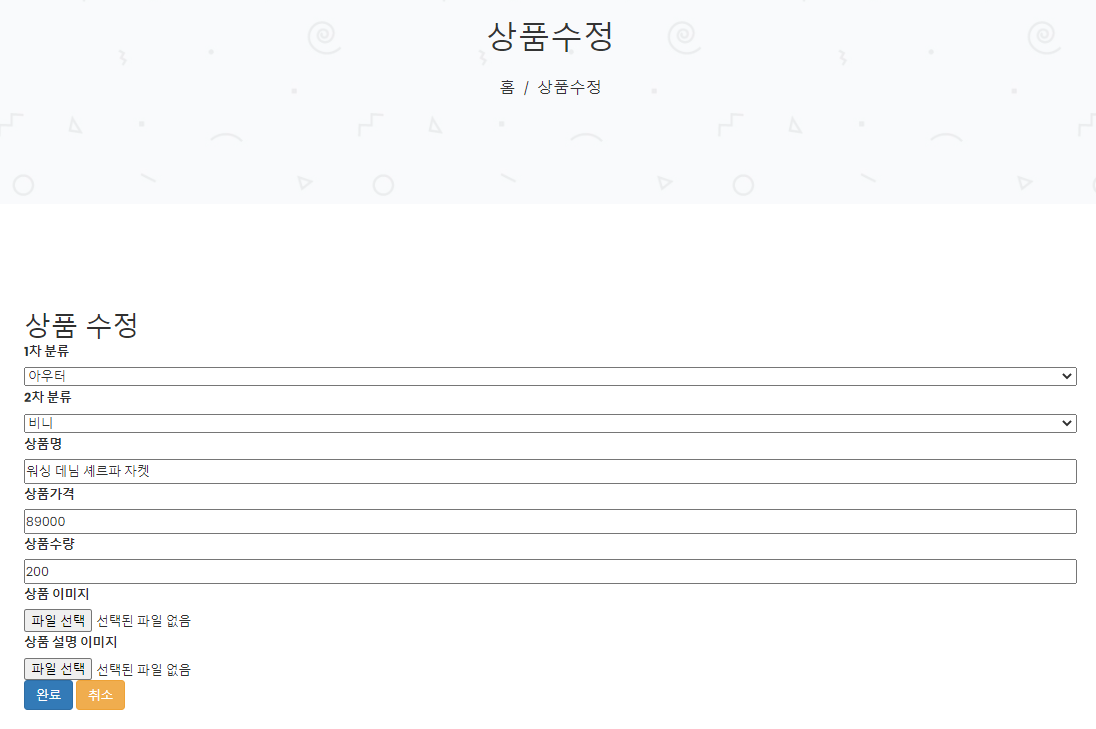 상품수정
홈 / 상품수정
상품 수정
1차 분류
아우터
2차 분류
비니
상품명
워싱 데님 셰르파 자켓
상품가격
89000
상품수량
200
상품 이미지
파일 선택 선택된 파일 없음
상품 설명 이미지
파일 선택 선택된 파일 없음
완료 취소